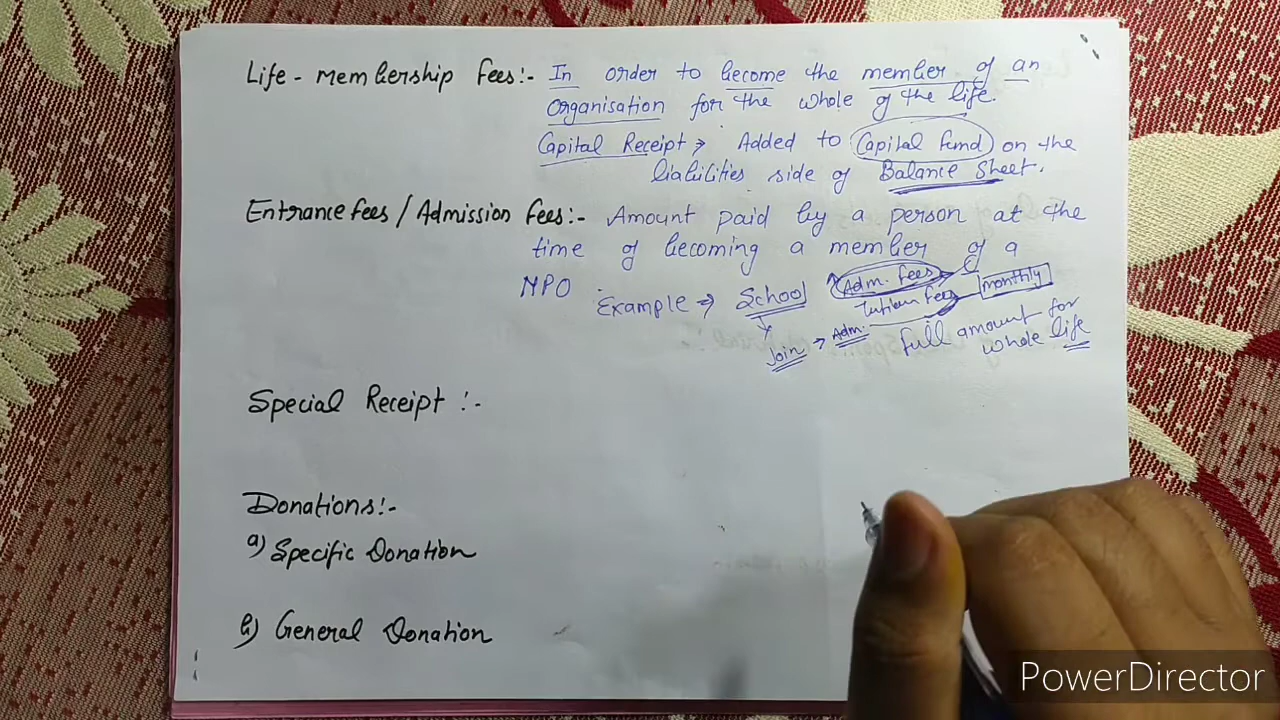 Life - membership Fees:- In order to become the member of an
Organisation for the whole of the life.
Capital Receipt → Added to Capital Fund on the
liabilities side of Balance Sheet.
Entrance fees / Admission Fees:- Amount paid by a person at the
time of becoming a member of a
NPO
Example → School Adm. Fees
Tution Fees monthly
Join → Adm. Full amount for
whole life
Special Receipt :-
Donations:-
a) Specific Donation
b) General Donation
PowerDirector